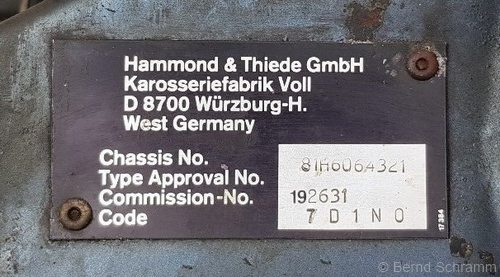 Hammond & Thiede GmbH
Karosseriefabrik Voll
D 8700 Würzburg-H.
West Germany
Chassis No. 81H6064321
Type Approval No.
Commission-No. 192631
Code 7D1N0
17384
© Bernd Schramm